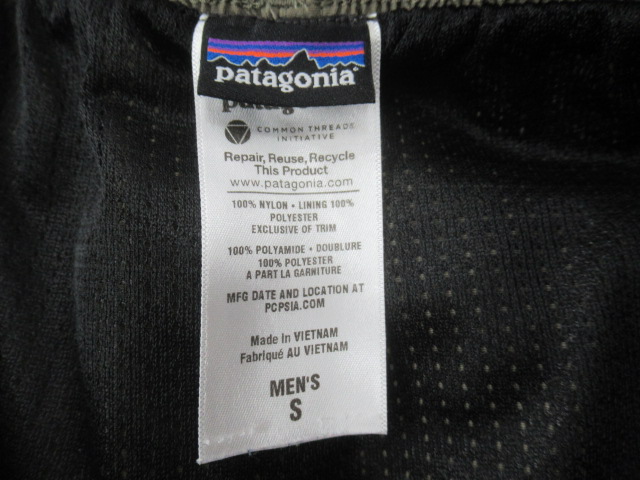 patagonia
COMMON THREADS
INITIATIVE
Repair, Reuse, Recycle
This Product
www.patagonia.com
100% NYLON • LINING 100%
POLYESTER
EXCLUSIVE OF TRIM
100% POLYAMIDE • DOUBLURE
100% POLYESTER
A PART LA GARNITURE
MFG DATE AND LOCATION AT
PCPSIA.COM
Made in VIETNAM
Fabriqué AU VIETNAM
MEN'S
S